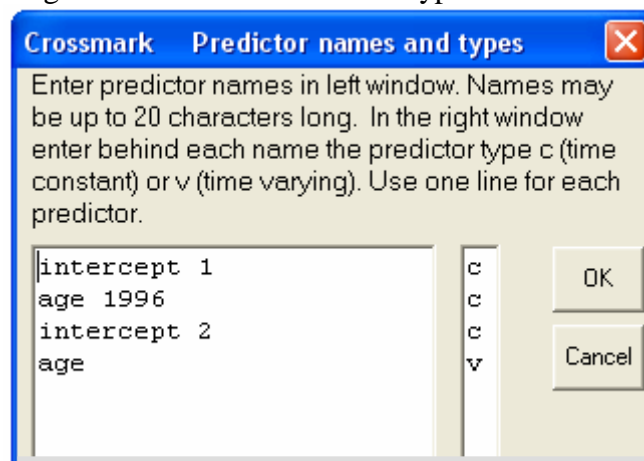 Crossmark Predictor names and types
Enter predictor names in left window. Names may
be up to 20 characters long. In the right window
enter behind each name the predictor type c (time
constant) or v (time varying). Use one line for each
predictor.
intercept 1 c
age 1996 c
intercept 2 c
age v
OK
Cancel